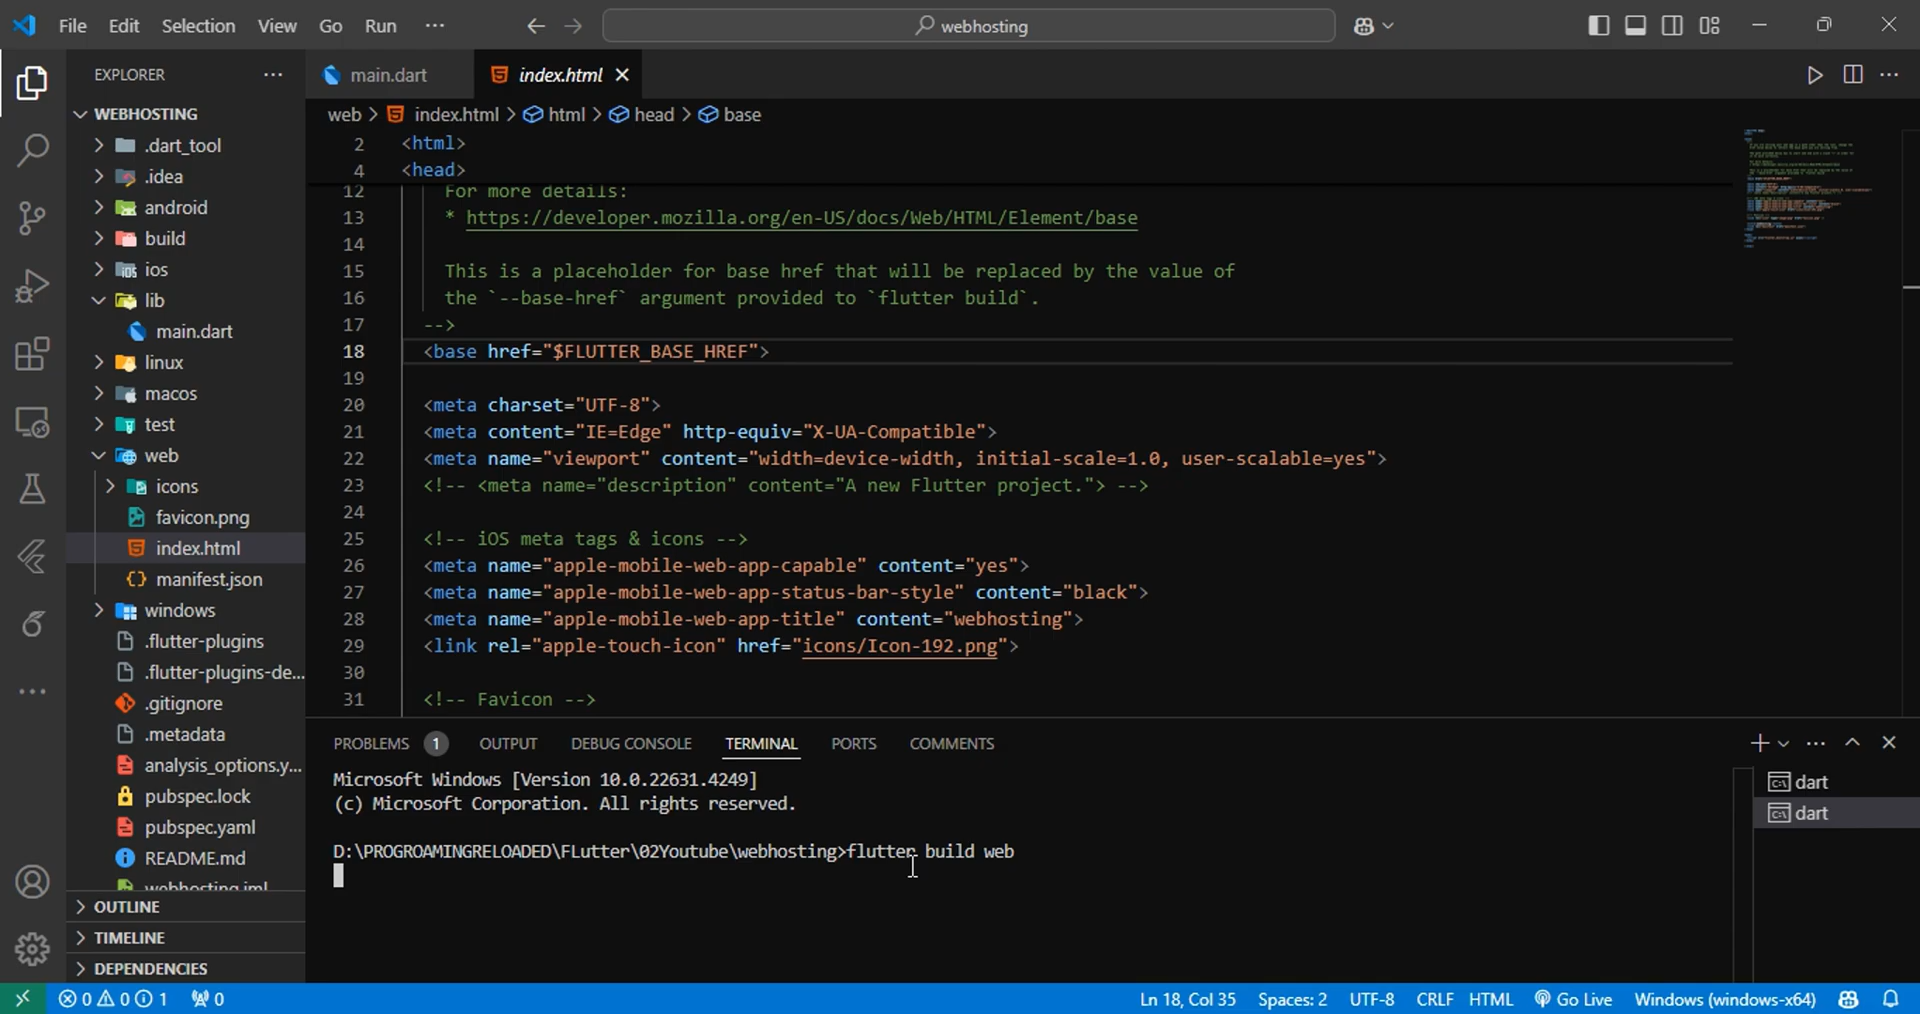 File Edit Selection View Go Run ...
webhosting
EXPLORER ...
main.dart
index.html
WEBHOSTING
.dart_tool
.idea
android
build
ios
lib
main.dart
linux
macos
test
web
icons
favicon.png
index.html
manifest.json
windows
.flutter-plugins
.flutter-plugins-de...
.gitignore
.metadata
analysis_options.y...
pubspec.lock
pubspec.yaml
README.md
webhosting.iml
OUTLINE
TIMELINE
DEPENDENCIES
web > index.html > html > head > base
2 <html>
4 <head>
12 For more details:
13 * https://developer.mozilla.org/en-US/docs/Web/HTML/Element/base
14
15 This is a placeholder for base href that will be replaced by the value of
16 the `--base-href` argument provided to `flutter build`.
17 -->
18 <base href="$FLUTTER_BASE_HREF">
19
20 <meta charset="UTF-8">
21 <meta content="IE=Edge" http-equiv="X-UA-Compatible">
22 <meta name="viewport" content="width=device-width, initial-scale=1.0, user-scalable=yes">
23 <!-- <meta name="description" content="A new Flutter project."> -->
24
25 <!-- iOS meta tags & icons -->
26 <meta name="apple-mobile-web-app-capable" content="yes">
27 <meta name="apple-mobile-web-app-status-bar-style" content="black">
28 <meta name="apple-mobile-web-app-title" content="webhosting">
29 <link rel="apple-touch-icon" href="icons/Icon-192.png">
30
31 <!-- Favicon -->
PROBLEMS 1 OUTPUT DEBUG CONSOLE TERMINAL PORTS COMMENTS
Microsoft Windows [Version 10.0.22631.4249]
(c) Microsoft Corporation. All rights reserved.
D:\PROGROAMINGRELOADED\FLutter\02Youtube\webhosting>flutter build web
dart
dart
0 0 1 0
Ln 18, Col 35 Spaces: 2 UTF-8 CRLF HTML Go Live Windows (windows-x64)